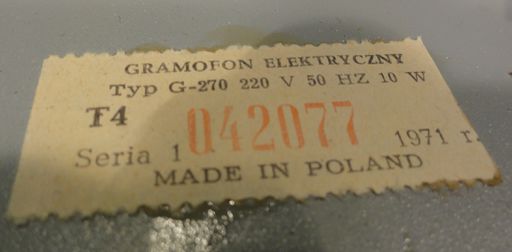 GRAMOFON ELEKTRYCZNY
Typ G-270 220 V 50 HZ 10 W
T4
042077
Seria 1
1971 r.
MADE IN POLAND